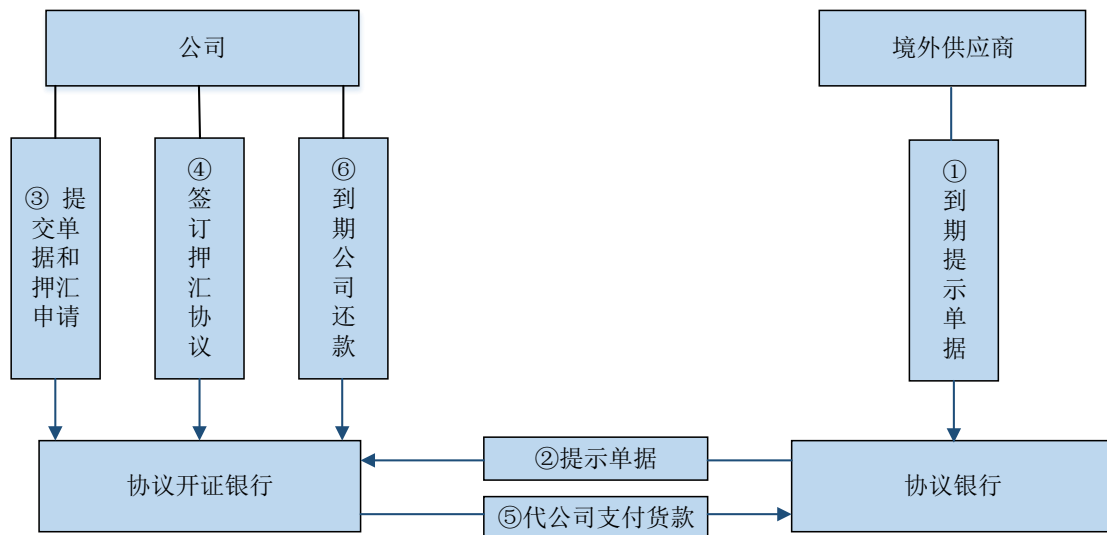 公司
境外供应商
③ 提
交单
据和
押汇
申请
④
签
订
押
汇
协
议
⑥
到
期
公
司
还
款
①
到
期
提
示
单
据
协议开证银行
②提示单据
⑤代公司支付货款
协议银行